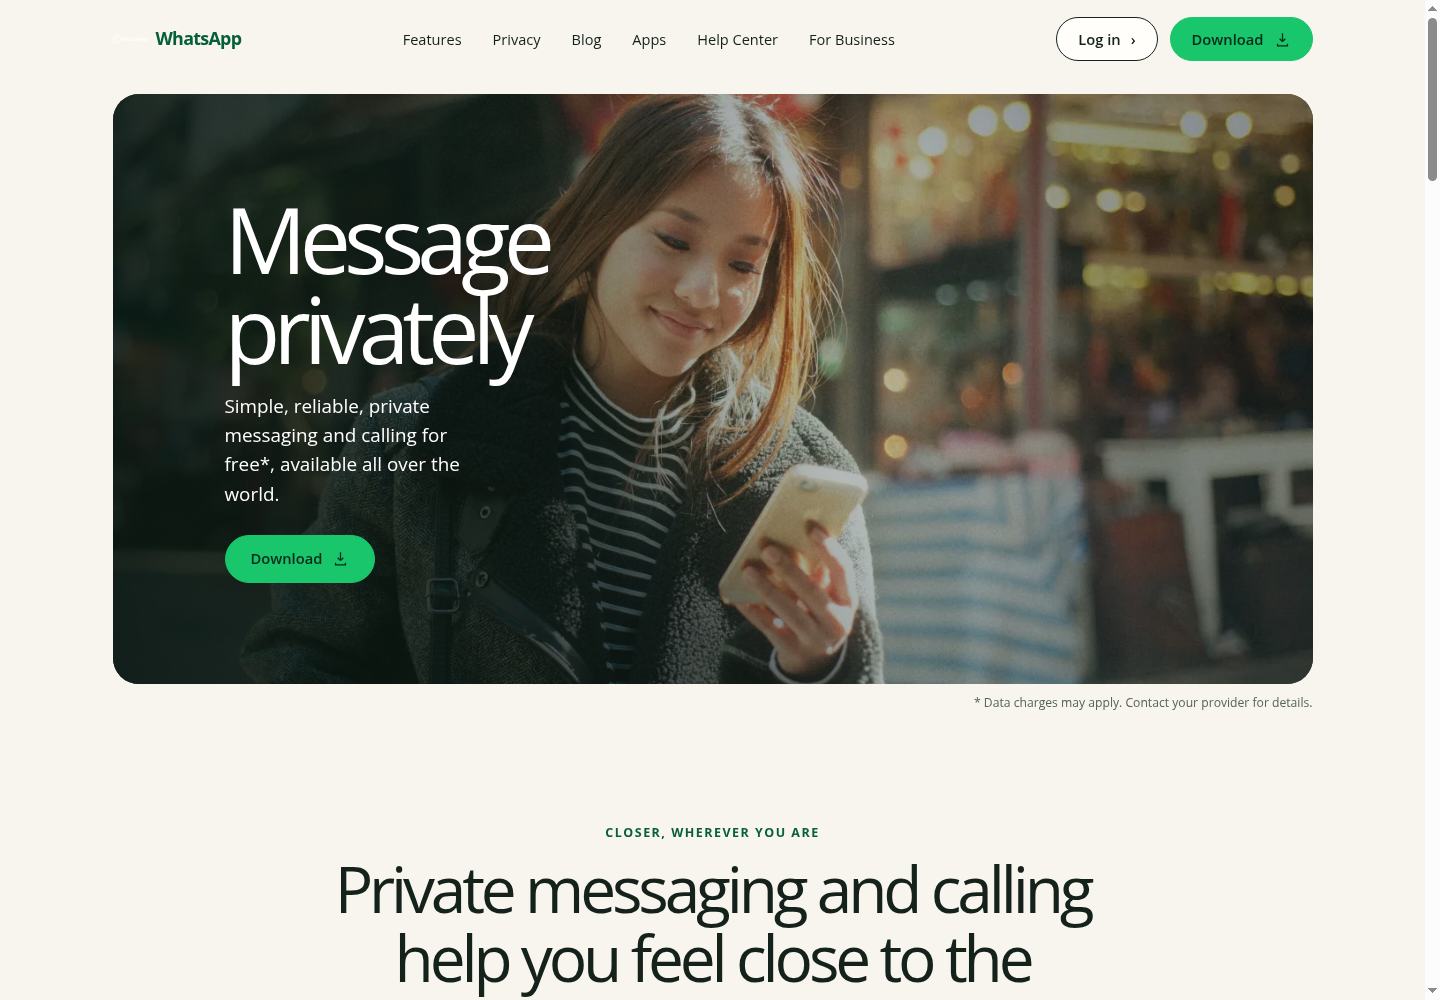 WhatsApp
Features
Privacy
Blog
Apps
Help Center
For Business
Log in ›
Download
Message
privately
Simple, reliable, private
messaging and calling for
free*, available all over the
world.
Download
* Data charges may apply. Contact your provider for details.
CLOSER, WHEREVER YOU ARE
Private messaging and calling
help you feel close to the